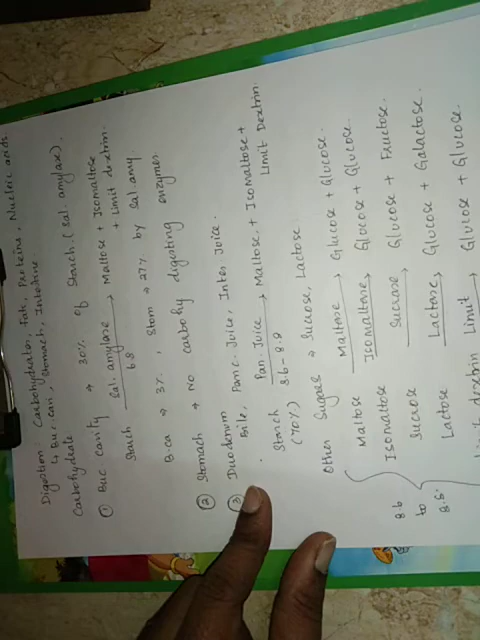 Digestion: Carbohydrates, Fats, Proteins, Nucleic acids.
↳ Buc. cavi, Stomach, Intestine
Carbohydrate
① Buc cavity → 30% of Starch. (Sal. amylase).
Starch Sal. amylase → Maltose + Isomaltose
6.8 + Limit dextrin
B.ca ⇒ 3%, Stom ⇒ 27% by Sal. amy.
② Stomach → No carbohy digesting enzymes
③ Duodenum
Bile, Panc. Juice, Intes Juice.
Starch Pan. Juice → Maltose + Isomaltose +
(70%) 8.6-8.8 Limit Dextrin.
Other Sugars ⇒ Sucrose, Lactose
Maltose Maltase → Glucose + Glucose.
Isomaltose Isomaltase → Glucose + Glucose.
Sucrose Sucrase → Glucose + Fructose.
Lactose Lactase → Glucose + Galactose.
dextrin Limit → Glucose + Glucose.
8.6
to
8.8